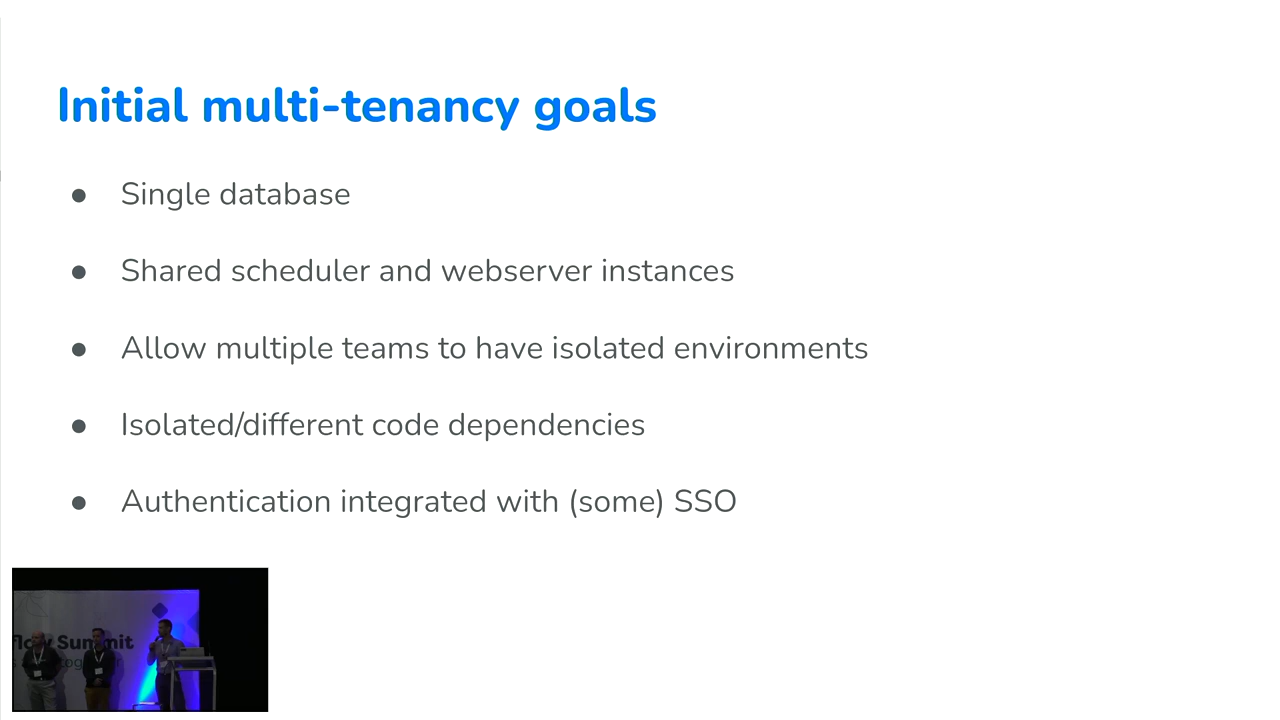 Initial multi-tenancy goals
● Single database
● Shared scheduler and webserver instances
● Allow multiple teams to have isolated environments
● Isolated/different code dependencies
● Authentication integrated with (some) SSO
flow Summit